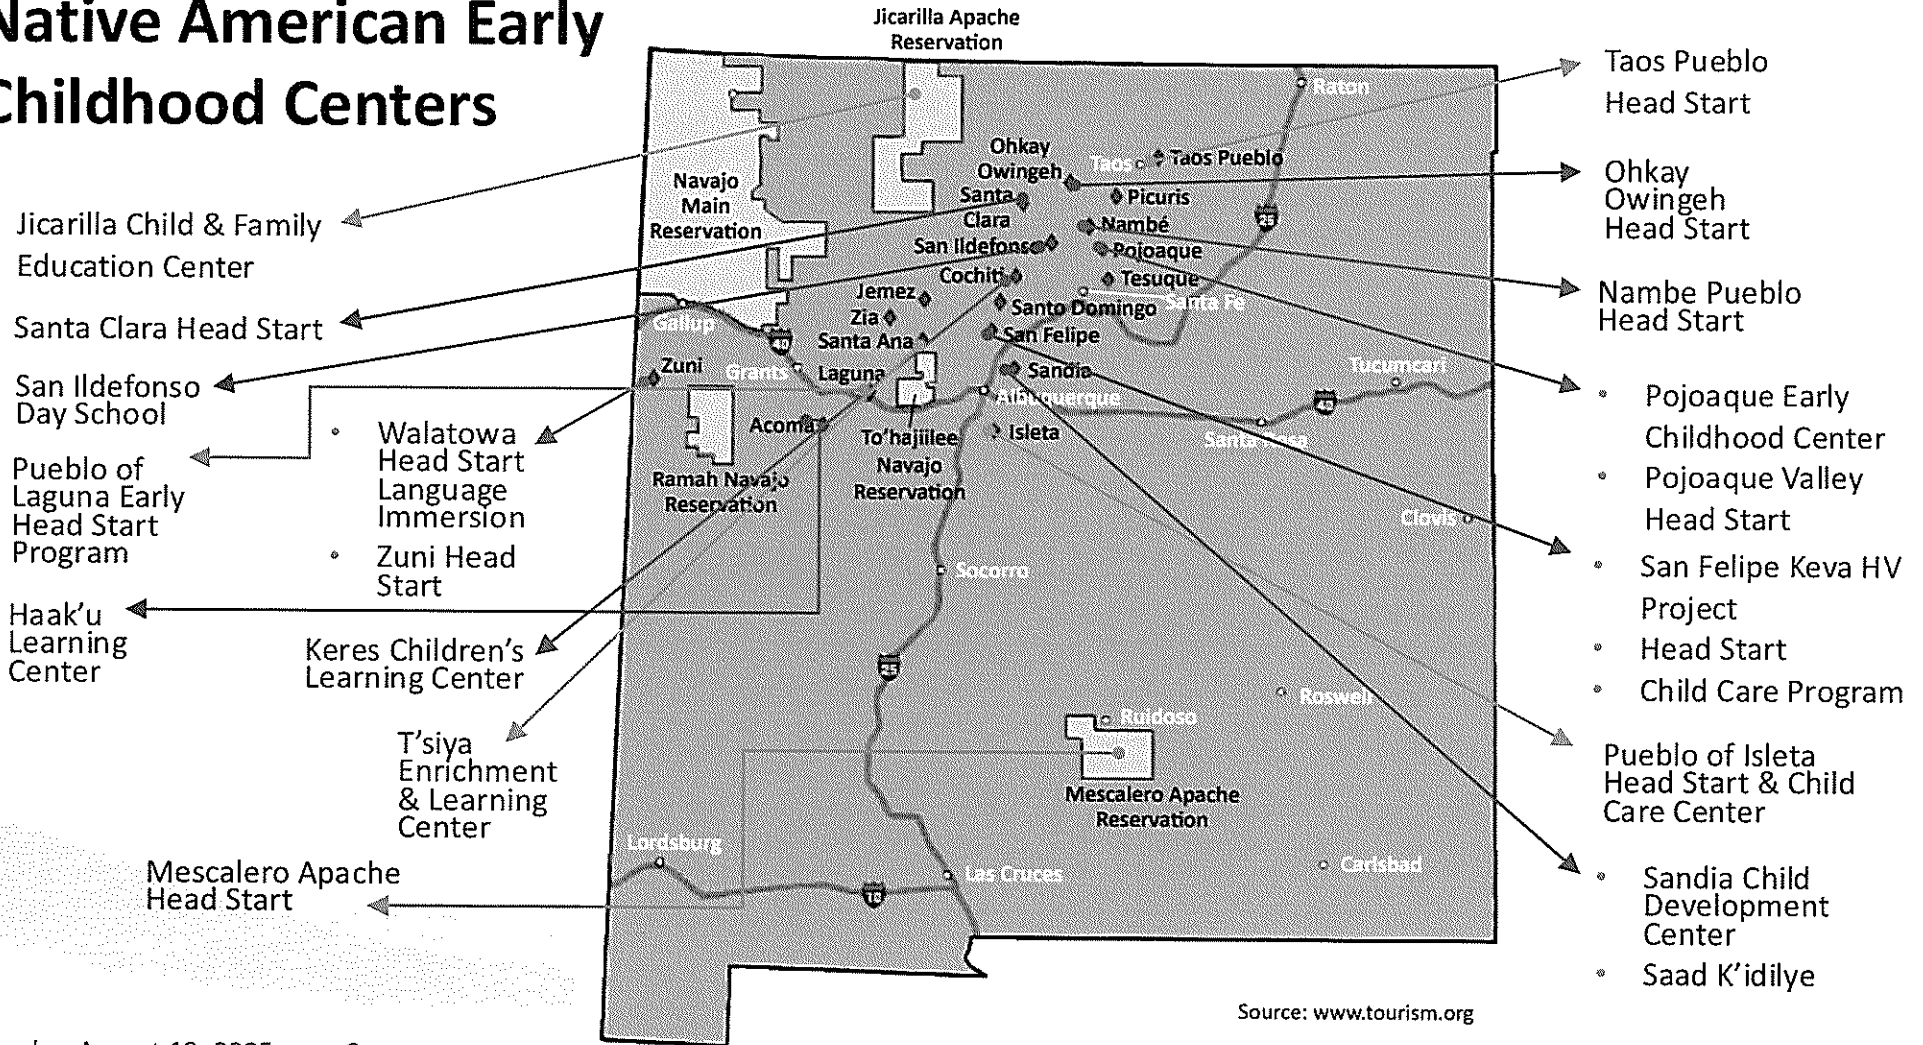 Native American Early
Childhood Centers
Jicarilla Apache
Reservation
Jicarilla Child & Family
Education Center
Santa Clara Head Start
San Ildefonso
Day School
Pueblo of
Laguna Early
Head Start
Program
• Walatowa
Head Start
Language
Immersion
• Zuni Head
Start
Haak'u
Learning
Center
Keres Children's
Learning Center
T'siya
Enrichment
& Learning
Center
Mescalero Apache
Head Start
Navajo
Main
Reservation
Raton
Ohkay
Owingeh
Taos
Taos Pueblo
Santa
Clara
Picuris
Nambé
San Ildefonso
Pojoaque
Cochiti
Tesuque
Jemez
Santo Domingo
Santa Fe
Zia
Santa Ana
San Felipe
Gallup
40
25
Zuni
Grants
Laguna
Sandia
Tucumcari
Albuquerque
40
Santa Rosa
Acoma
To'hajiilee
Navajo
Reservation
Isleta
Ramah Navajo
Reservation
Clovis
Socorro
25
Roswell
Ruidoso
Mescalero Apache
Reservation
Lordsburg
Las Cruces
Carlsbad
10
Taos Pueblo
Head Start
Ohkay
Owingeh
Head Start
Nambe Pueblo
Head Start
• Pojoaque Early
Childhood Center
• Pojoaque Valley
Head Start
• San Felipe Keva HV
Project
• Head Start
• Child Care Program
Pueblo of Isleta
Head Start & Child
Care Center
• Sandia Child
Development
Center
• Saad K'idilye
Source: www.tourism.org